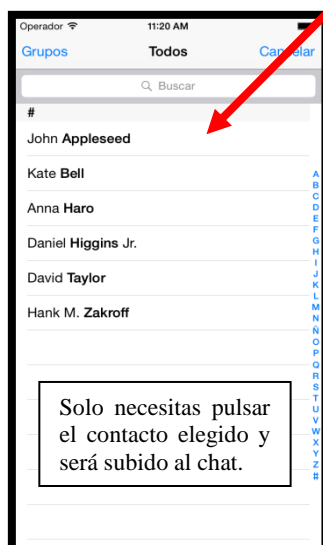 Operador 11:20 AM
Grupos Todos Cancelar
Buscar
#
John Appleseed
Kate Bell
Anna Haro
Daniel Higgins Jr.
David Taylor
Hank M. Zakroff
A
B
C
D
E
F
G
H
I
J
K
L
M
N
Ñ
O
P
Q
R
S
T
U
V
W
X
Y
Z
#
Solo necesitas pulsar
el contacto elegido y
será subido al chat.